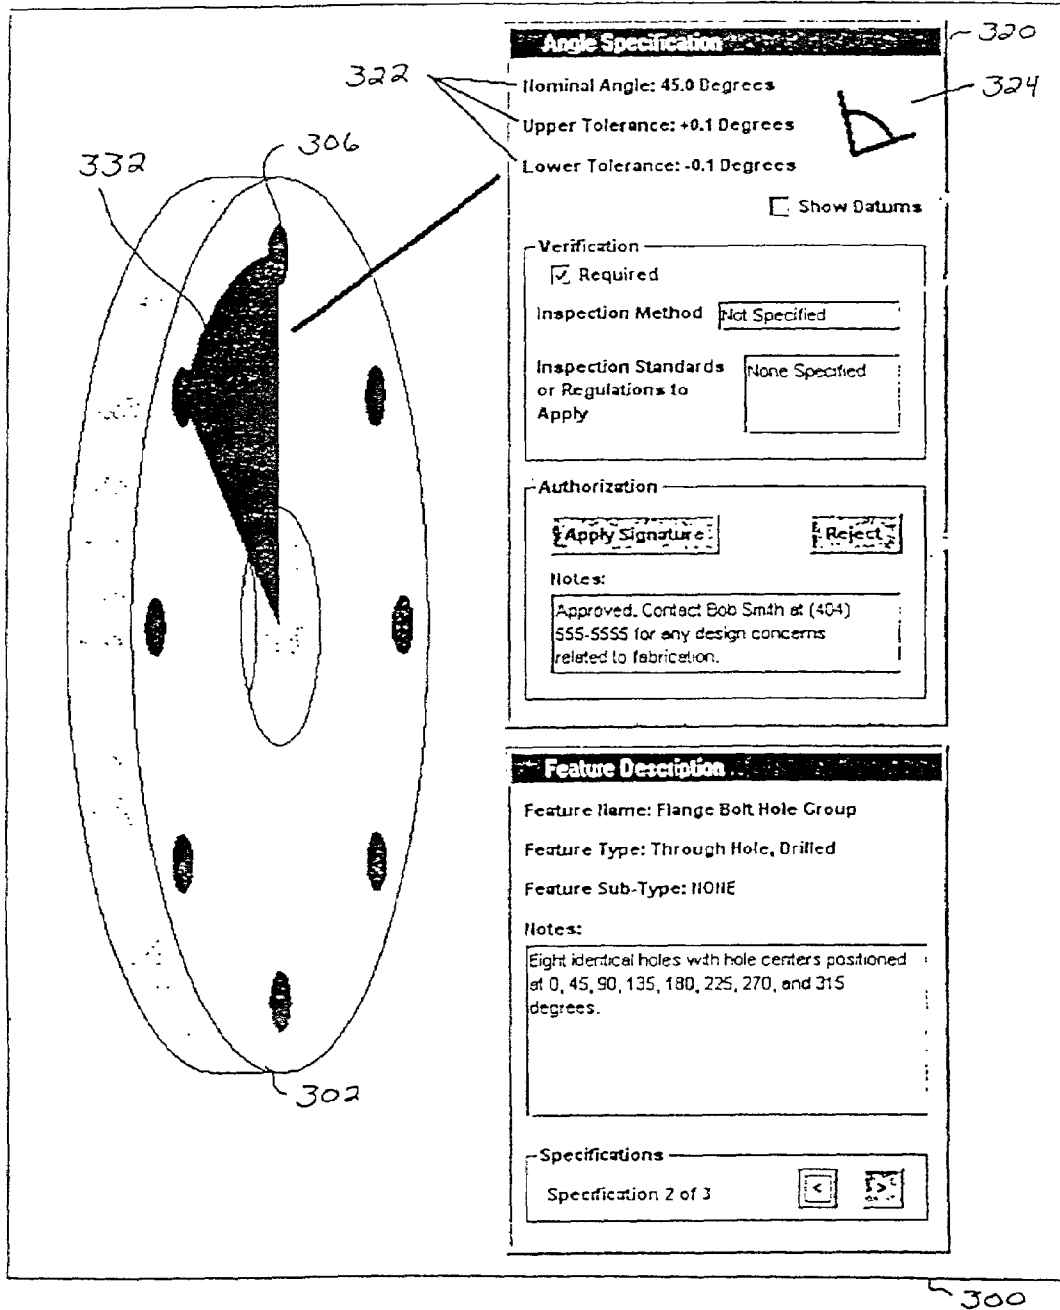 320
Angle Specification
322
Nominal Angle: 45.0 Degrees
324
Upper Tolerance: +0.1 Degrees
306
332
Lower Tolerance: -0.1 Degrees
Show Datums
Verification
Required
Inspection Method
Not Specified
Inspection Standards
or Regulations to
Apply
None Specified
Authorization
Apply Signature
Reject
Notes:
Approved. Contact Bob Smith at (404)
555-5555 for any design concerns
related to fabrication.
Feature Description
Feature Name: Flange Bolt Hole Group
Feature Type: Through Hole, Drilled
Feature Sub-Type: NONE
Notes:
Eight identical holes with hole centers positioned
at 0, 45, 90, 135, 180, 225, 270, and 315
degrees.
302
Specifications
Specification 2 of 3
<
>
300